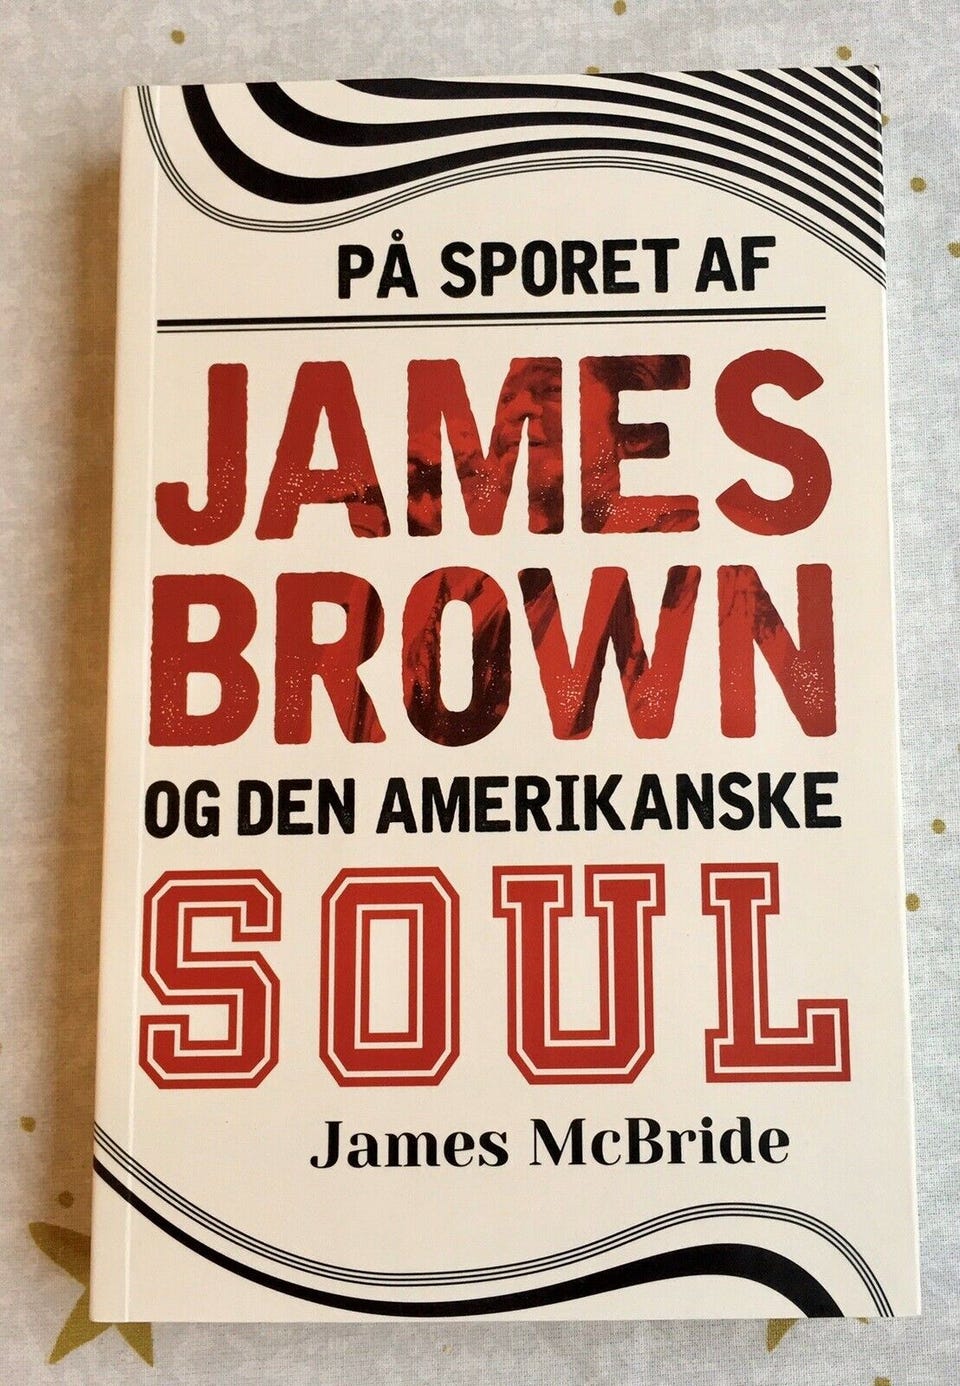 PÅ SPORET AF
JAMES
BROWN
OG DEN AMERIKANSKE
SOUL
James McBride